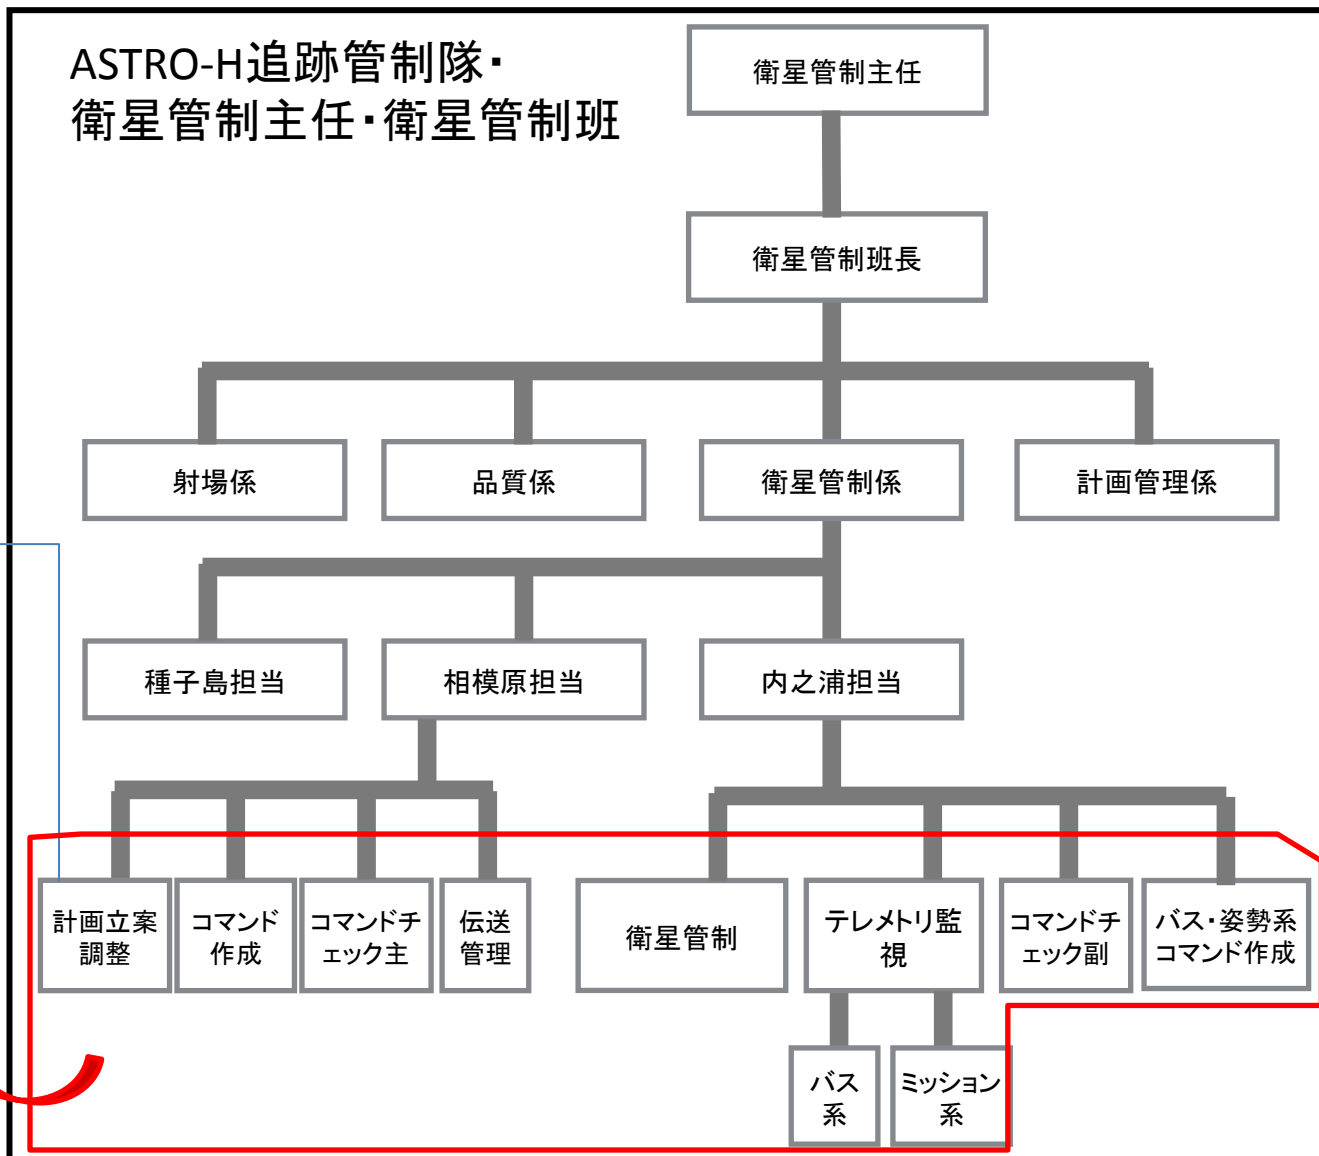 ASTRO-H追跡管制隊・
衛星管制主任・衛星管制班
衛星管制主任
衛星管制班長
射場係
品質係
衛星管制係
計画管理係
種子島担当
相模原担当
内之浦担当
計画立案
調整
コマンド
作成
コマンドチ
ェック主
伝送
管理
衛星管制
テレメトリ監
視
コマンドチ
ェック副
バス・姿勢系
コマンド作成
バス
系
ミッション
系